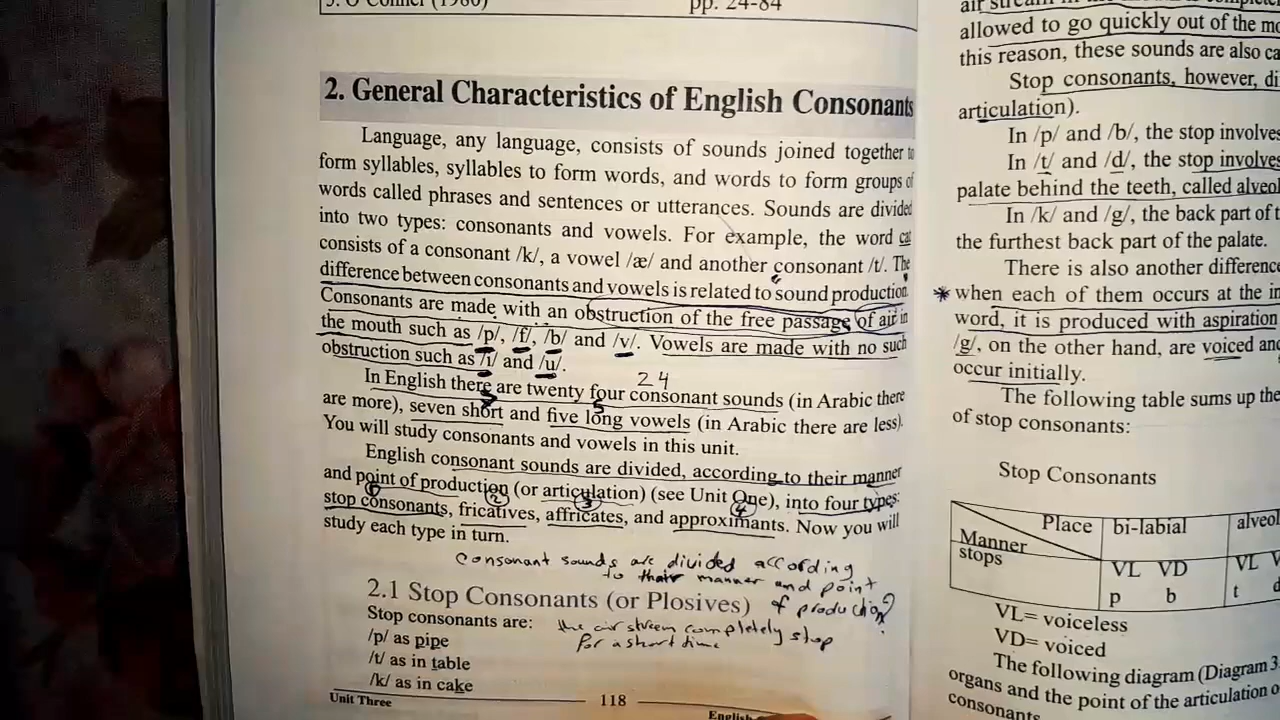 5. O'Conner (1980)
pp. 24-84
2. General Characteristics of English Consonants
Language, any language, consists of sounds joined together to
form syllables, syllables to form words, and words to form groups of
words called phrases and sentences or utterances. Sounds are divided
into two types: consonants and vowels. For example, the word cat
consists of a consonant /k/, a vowel /æ/ and another consonant /t/. The
difference between consonants and vowels is related to sound production.
Consonants are made with an obstruction of the free passage of air in
the mouth such as /p/, /f/, /b/ and /v/. Vowels are made with no such
obstruction such as /i/ and /u/.
24
In English there are twenty four consonant sounds (in Arabic there
are more), seven short and five long vowels (in Arabic there are less).
You will study consonants and vowels in this unit.
English consonant sounds are divided, according to their manner
and point of production (or articulation) (see Unit One), into four types:
1 2 3 4
stop consonants, fricatives, affricates, and approximants. Now you will
study each type in turn.
Consonant sounds are divided according
to their manner and point
of production?
2.1 Stop Consonants (or Plosives)
Stop consonants are:
the air stream completely stop
for a short time
/p/ as pipe
/t/ as in table
/k/ as in cake
Unit Three
118
English
air stream in
allowed to go quickly out of the
this reason, these sounds are also
Stop consonants, however,
articulation).
In /p/ and /b/, the stop involves
In /t/ and /d/, the stop involves
palate behind the teeth, called
In /k/ and /g/, the back part of
the furthest back part of the palate.
There is also another difference
* when each of them occurs at the
word, it is produced with aspiration
/g/, on the other hand, are voiced
occur initially.
The following table sums up the
of stop consonants:
Stop Consonants
Place
bi-labial
Manner
stops
VL VD
VL
p b
t
VL= voiceless
VD= voiced
The following diagram (Diagram 3
organs and the point of the articulation
consonants